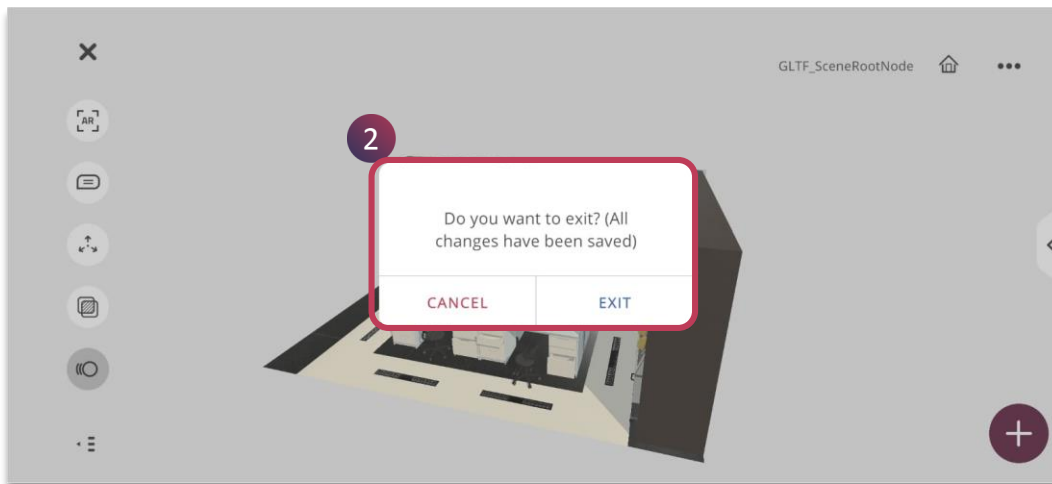 GLTF_SceneRootNode
AR
2
Do you want to exit? (All
changes have been saved)
CANCEL
EXIT